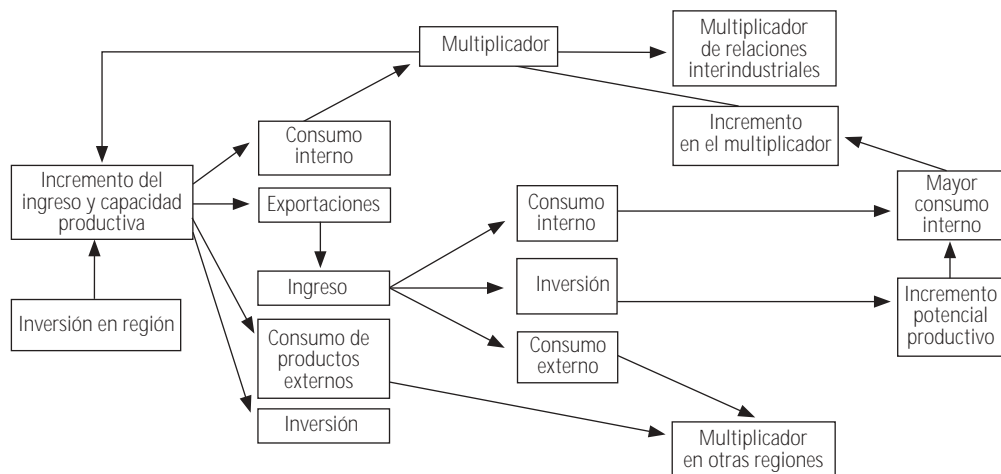 Multiplicador
Multiplicador
de relaciones
interindustriales
Incremento
en el multiplicador
Consumo
interno
Incremento del
ingreso y capacidad
productiva
Exportaciones
Consumo
interno
Mayor
consumo
interno
Ingreso
Inversión
Incremento
potencial
productivo
Inversión en región
Consumo de
productos
externos
Consumo
externo
Inversión
Multiplicador
en otras regiones